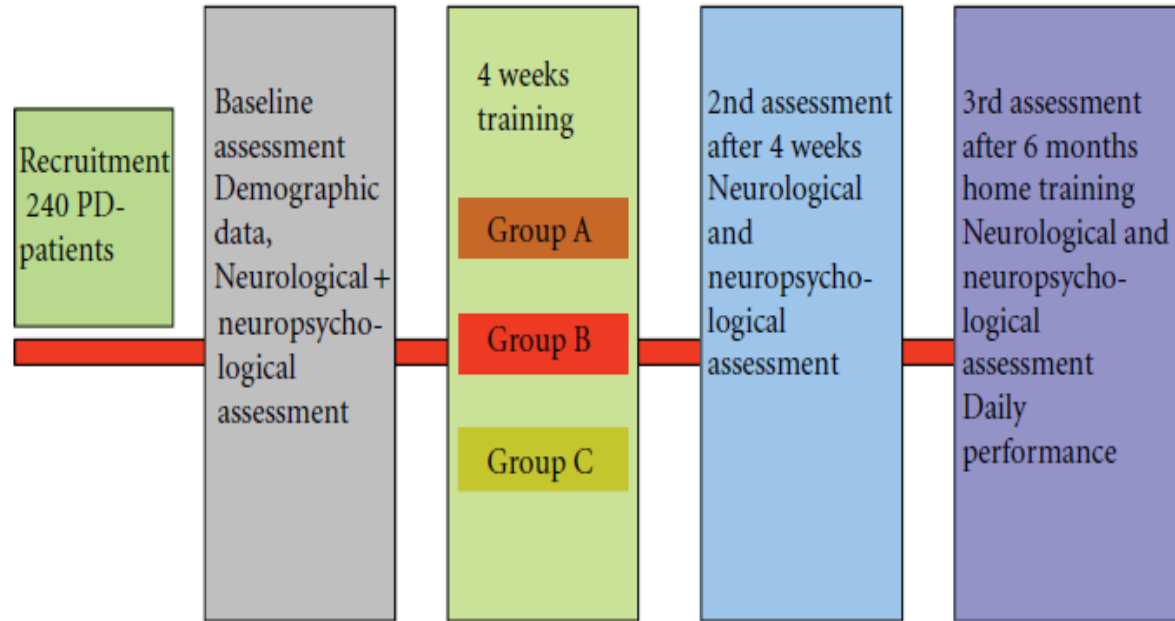 Recruitment
240 PD-
patients
Baseline
assessment
Demographic
data,
Neurological +
neuropsycho-
logical
assessment
4 weeks
training
Group A
Group B
Group C
2nd assessment
after 4 weeks
Neurological
and
neuropsycho-
logical
assessment
3rd assessment
after 6 months
home training
Neurological and
neuropsycho-
logical
assessment
Daily
performance